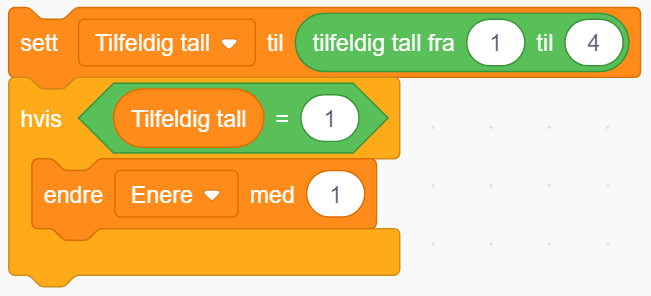 sett Tilfeldig tall til tilfeldig tall fra 1 til 4
hvis Tilfeldig tall = 1
endre Enere med 1